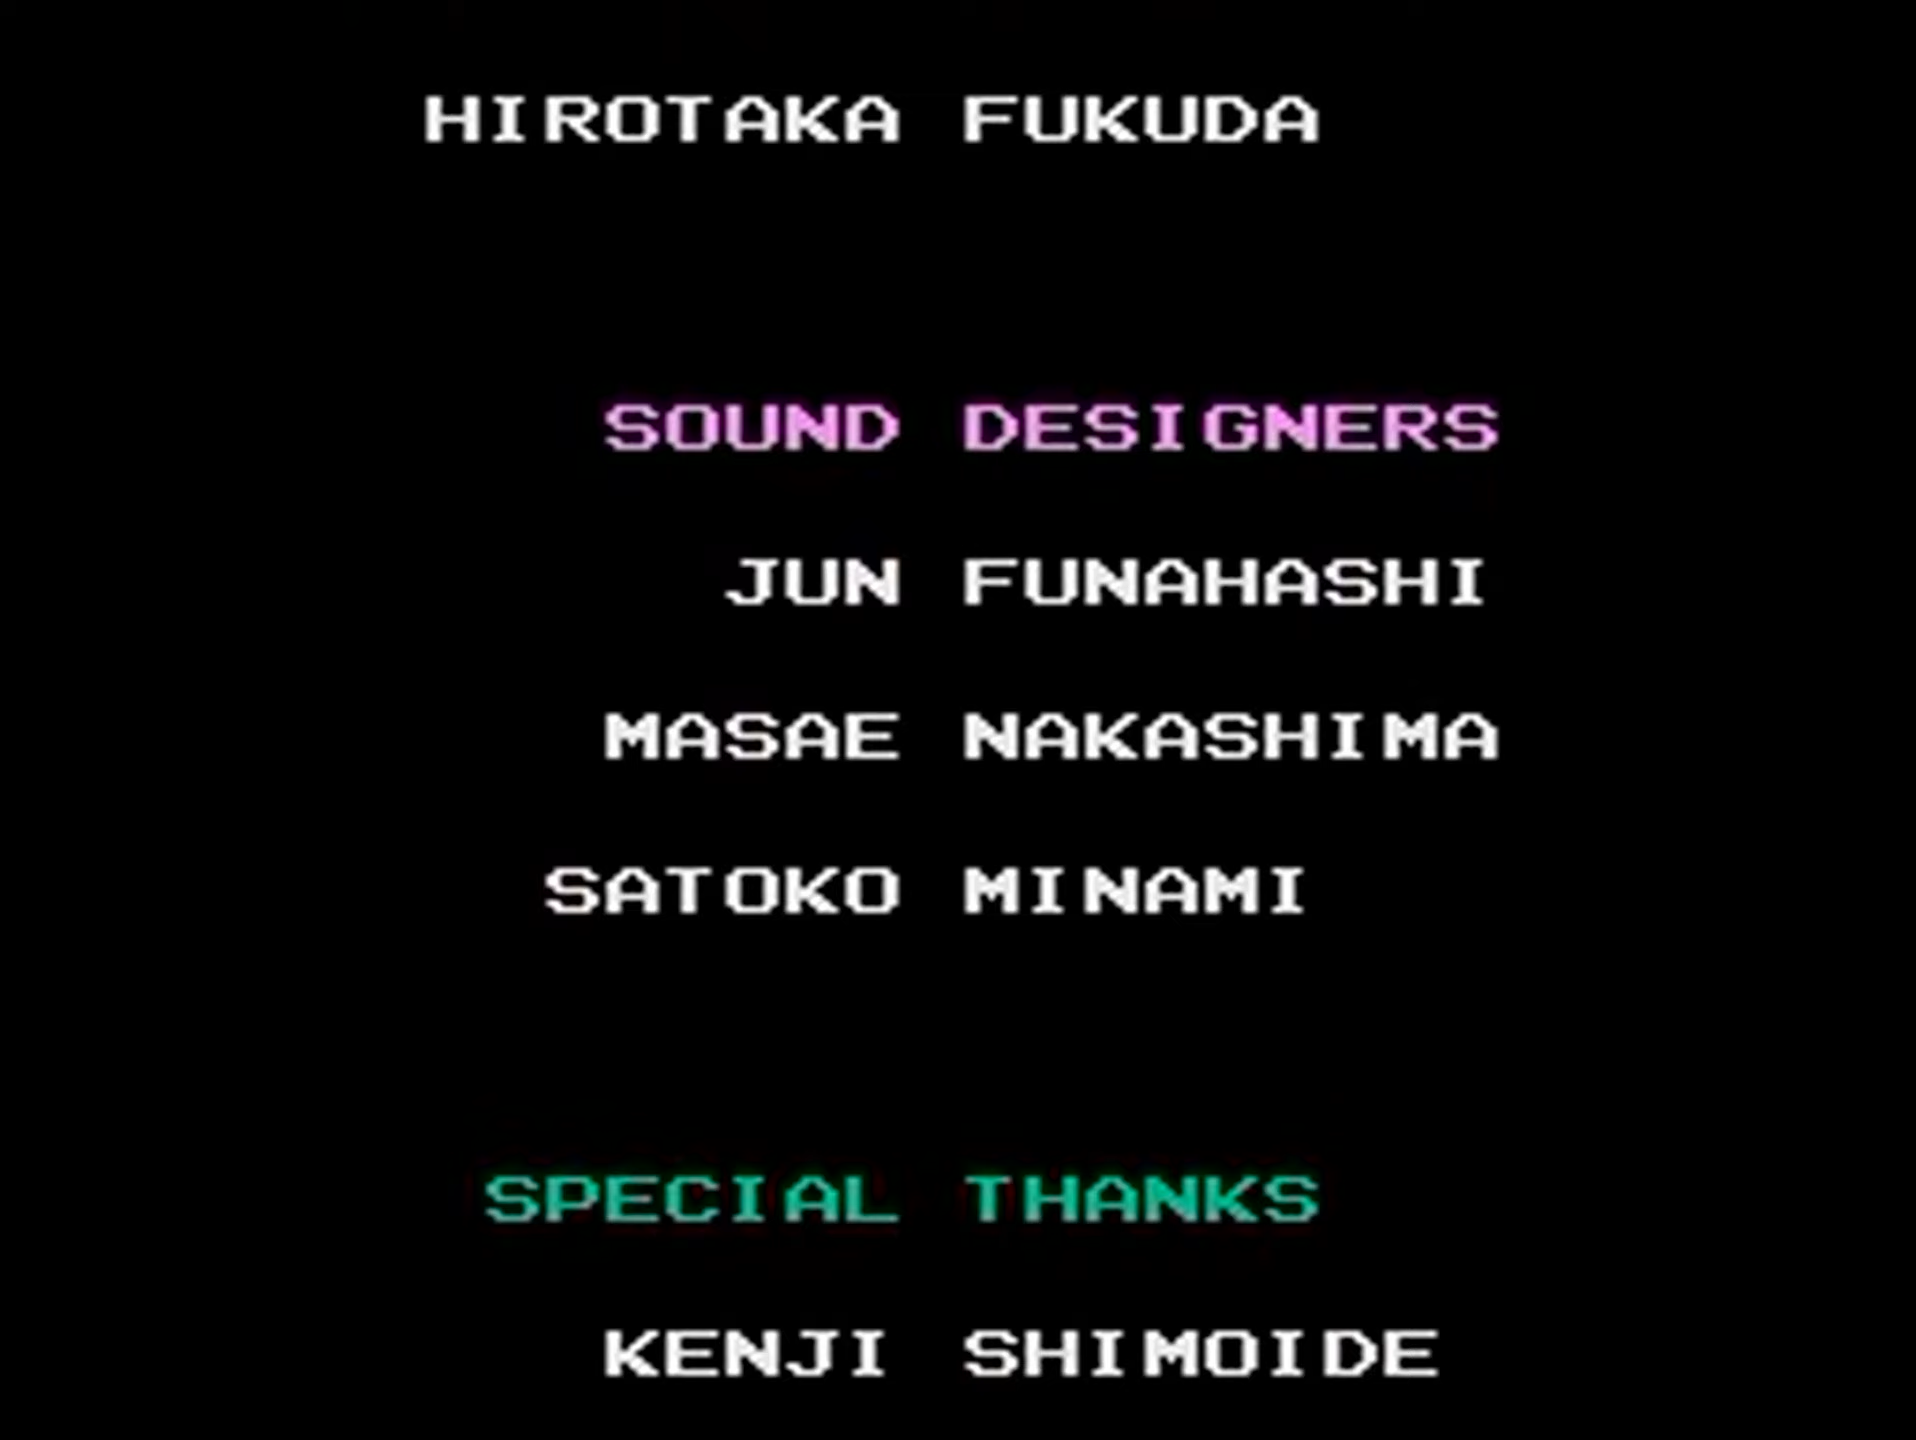 HIROTAKA FUKUDA
SOUND DESIGNERS
JUN FUNAHASHI
MASAE NAKASHIMA
SATOKO MINAMI
SPECIAL THANKS
KENJI SHIMOIDE